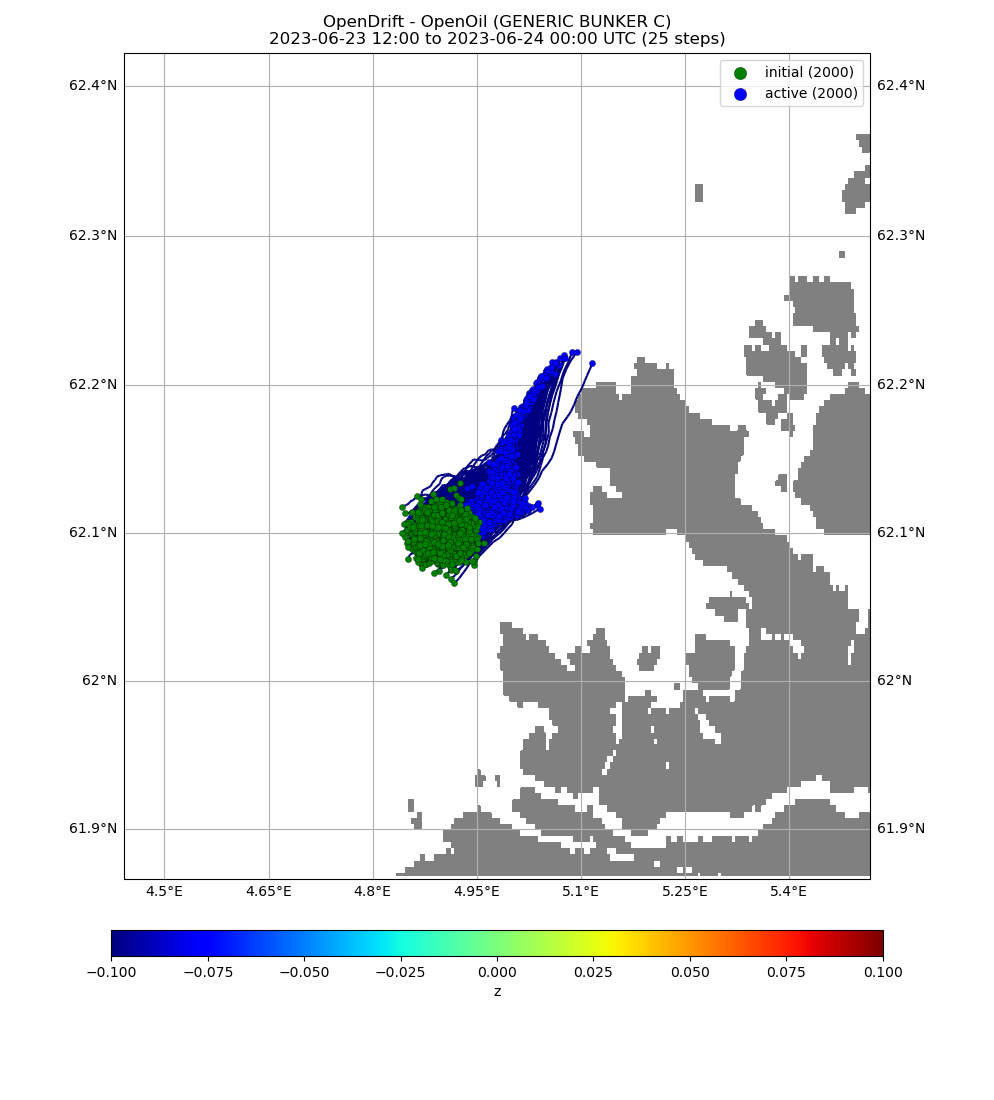 OpenDrift - OpenOil (GENERIC BUNKER C)
2023-06-23 12:00 to 2023-06-24 00:00 UTC (25 steps)
initial (2000)
active (2000)
62.4°N 62.4°N
62.3°N 62.3°N
62.2°N 62.2°N
62.1°N 62.1°N
62°N 62°N
61.9°N 61.9°N
4.5°E 4.65°E 4.8°E 4.95°E 5.1°E 5.25°E 5.4°E
−0.100 −0.075 −0.050 −0.025 0.000 0.025 0.050 0.075 0.100
z